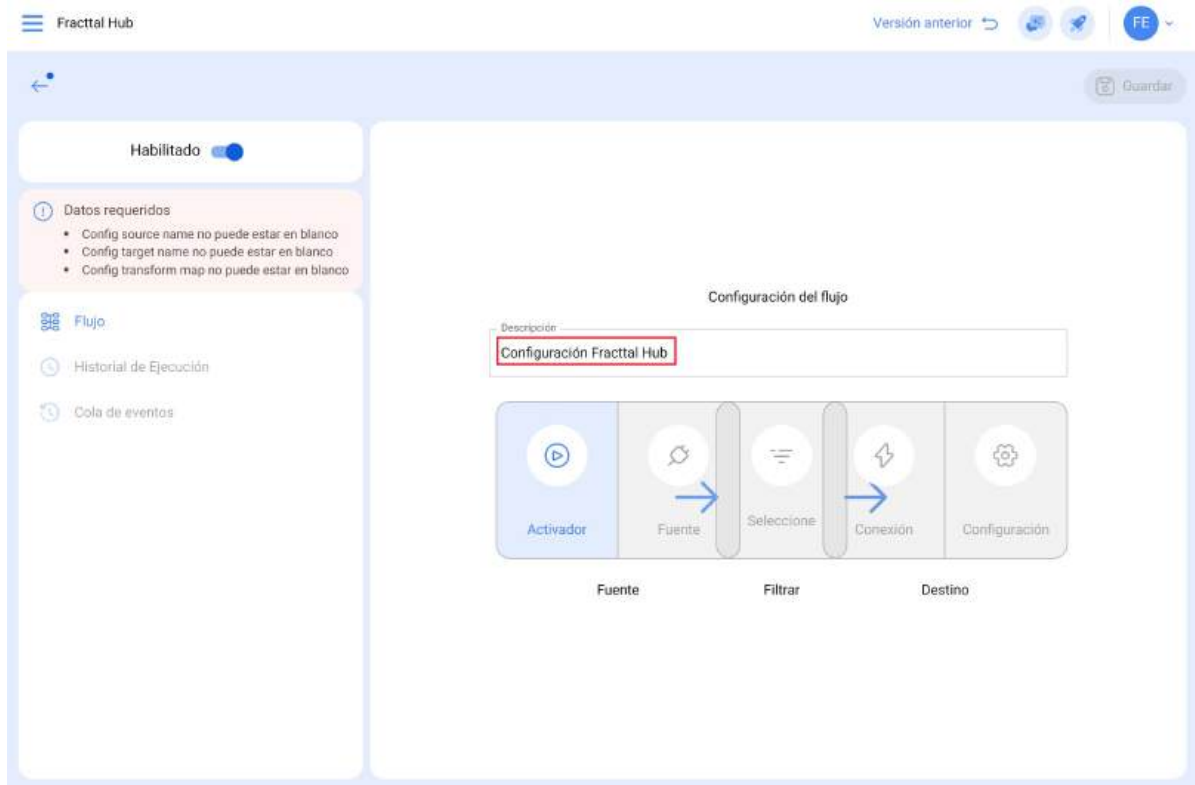 Fracttal Hub
Versión anterior
FE
Guardar
Habilitado
Datos requeridos
• Config source name no puede estar en blanco
• Config target name no puede estar en blanco
• Config transform map no puede estar en blanco
Flujo
Historial de Ejecución
Cola de eventos
Configuración del flujo
Descripción
Configuración Fracttal Hub
Activador
Fuente
Seleccione
Conexión
Configuración
Fuente
Filtrar
Destino